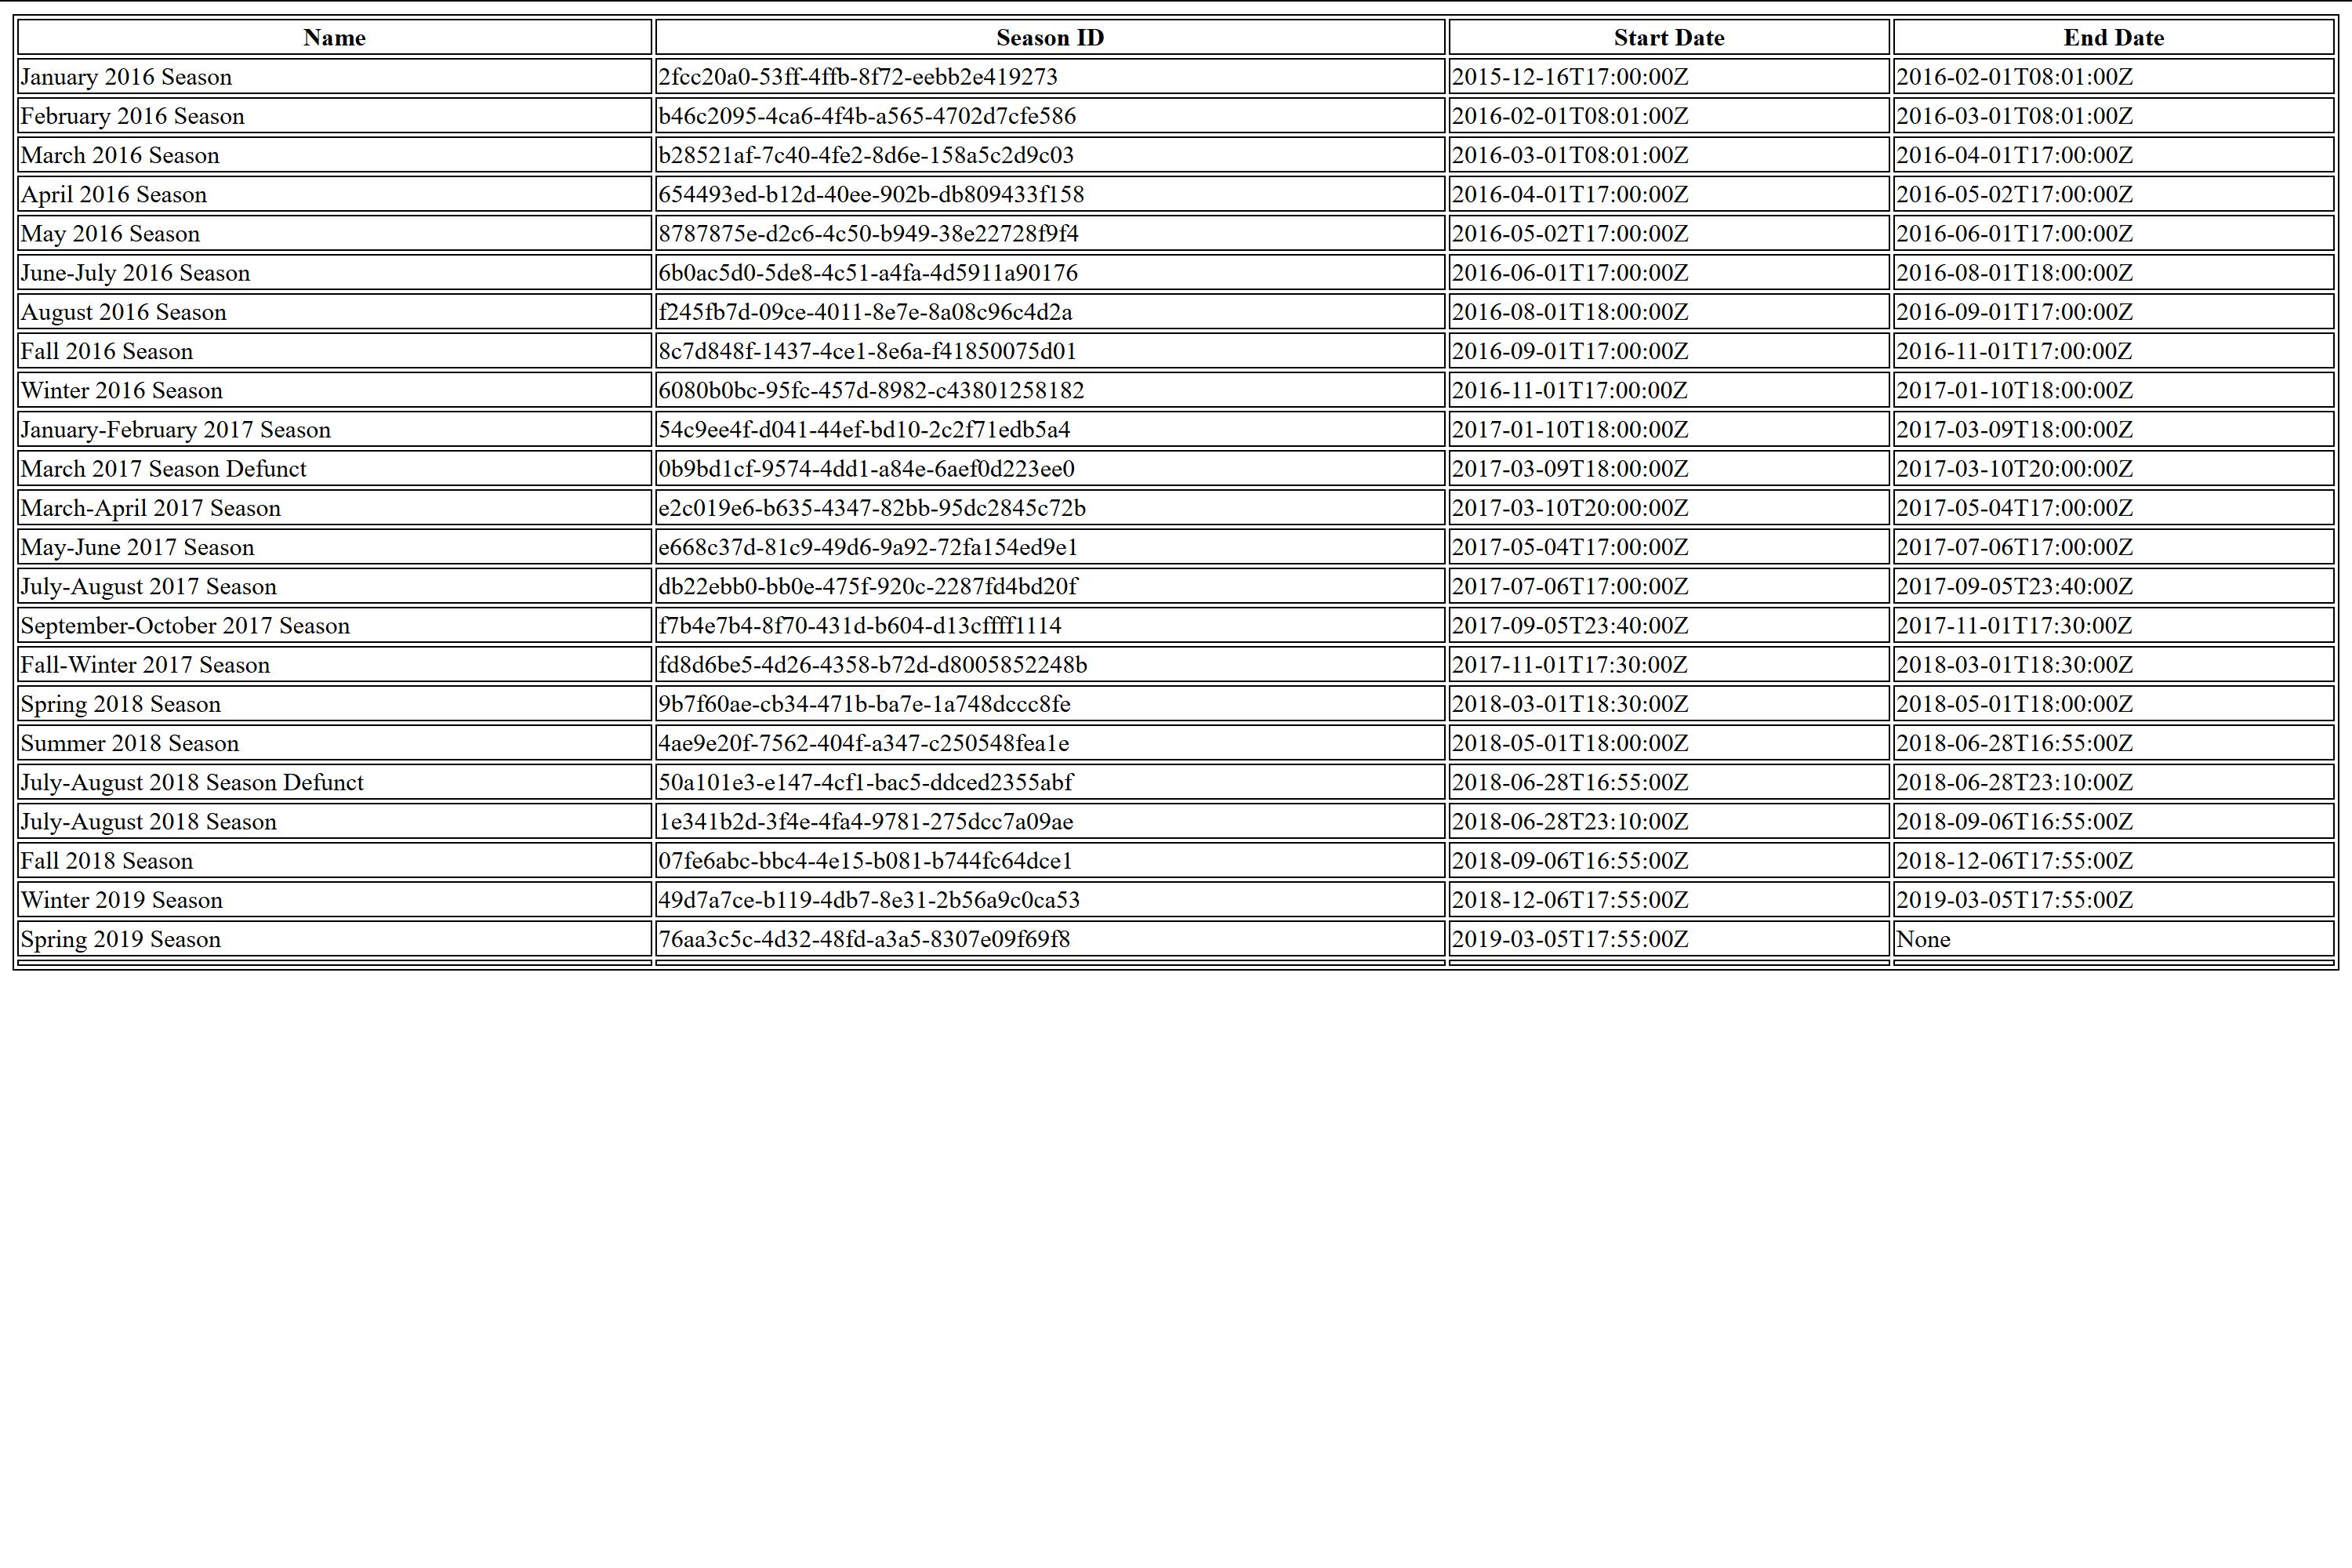 Name Season ID Start Date End Date
January 2016 Season 2fcc20a0-53ff-4ffb-8f72-eebb2e419273 2015-12-16T17:00:00Z 2016-02-01T08:01:00Z
February 2016 Season b46c2095-4ca6-4f4b-a565-4702d7cfe586 2016-02-01T08:01:00Z 2016-03-01T08:01:00Z
March 2016 Season b28521af-7c40-4fe2-8d6e-158a5c2d9c03 2016-03-01T08:01:00Z 2016-04-01T17:00:00Z
April 2016 Season 654493ed-b12d-40ee-902b-db809433f158 2016-04-01T17:00:00Z 2016-05-02T17:00:00Z
May 2016 Season 8787875e-d2c6-4c50-b949-38e22728f9f4 2016-05-02T17:00:00Z 2016-06-01T17:00:00Z
June-July 2016 Season 6b0ac5d0-5de8-4c51-a4fa-4d5911a90176 2016-06-01T17:00:00Z 2016-08-01T18:00:00Z
August 2016 Season f245fb7d-09ce-4011-8e7e-8a08c96c4d2a 2016-08-01T18:00:00Z 2016-09-01T17:00:00Z
Fall 2016 Season 8c7d848f-1437-4ce1-8e6a-f41850075d01 2016-09-01T17:00:00Z 2016-11-01T17:00:00Z
Winter 2016 Season 6080b0bc-95fc-457d-8982-c43801258182 2016-11-01T17:00:00Z 2017-01-10T18:00:00Z
January-February 2017 Season 54c9ee4f-d041-44ef-bd10-2c2f71edb5a4 2017-01-10T18:00:00Z 2017-03-09T18:00:00Z
March 2017 Season Defunct 0b9bd1cf-9574-4dd1-a84e-6aef0d223ee0 2017-03-09T18:00:00Z 2017-03-10T20:00:00Z
March-April 2017 Season e2c019e6-b635-4347-82bb-95dc2845c72b 2017-03-10T20:00:00Z 2017-05-04T17:00:00Z
May-June 2017 Season e668c37d-81c9-49d6-9a92-72fa154ed9e1 2017-05-04T17:00:00Z 2017-07-06T17:00:00Z
July-August 2017 Season db22ebb0-bb0e-475f-920c-2287fd4bd20f 2017-07-06T17:00:00Z 2017-09-05T23:40:00Z
September-October 2017 Season f7b4e7b4-8f70-431d-b604-d13cffff1114 2017-09-05T23:40:00Z 2017-11-01T17:30:00Z
Fall-Winter 2017 Season fd8d6be5-4d26-4358-b72d-d8005852248b 2017-11-01T17:30:00Z 2018-03-01T18:30:00Z
Spring 2018 Season 9b7f60ae-cb34-471b-ba7e-1a748dccc8fe 2018-03-01T18:30:00Z 2018-05-01T18:00:00Z
Summer 2018 Season 4ae9e20f-7562-404f-a347-c250548fea1e 2018-05-01T18:00:00Z 2018-06-28T16:55:00Z
July-August 2018 Season Defunct 50a101e3-e147-4cf1-bac5-ddced2355abf 2018-06-28T16:55:00Z 2018-06-28T23:10:00Z
July-August 2018 Season 1e341b2d-3f4e-4fa4-9781-275dcc7a09ae 2018-06-28T23:10:00Z 2018-09-06T16:55:00Z
Fall 2018 Season 07fe6abc-bbc4-4e15-b081-b744fc64dce1 2018-09-06T16:55:00Z 2018-12-06T17:55:00Z
Winter 2019 Season 49d7a7ce-b119-4db7-8e31-2b56a9c0ca53 2018-12-06T17:55:00Z 2019-03-05T17:55:00Z
Spring 2019 Season 76aa3c5c-4d32-48fd-a3a5-8307e09f69f8 2019-03-05T17:55:00Z None